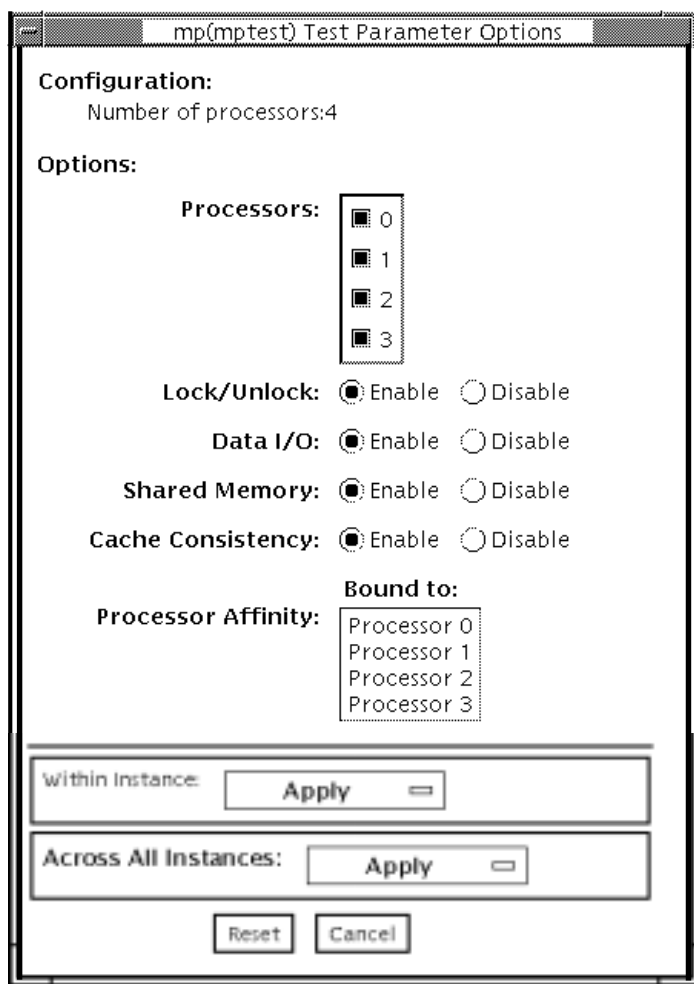 mp(mptest) Test Parameter Options
Configuration:
Number of processors:4
Options:
Processors:
0
1
2
3
Lock/Unlock: Enable Disable
Data I/O: Enable Disable
Shared Memory: Enable Disable
Cache Consistency: Enable Disable
Bound to:
Processor Affinity:
Processor 0
Processor 1
Processor 2
Processor 3
Within Instance: Apply
Across All Instances: Apply
Reset Cancel